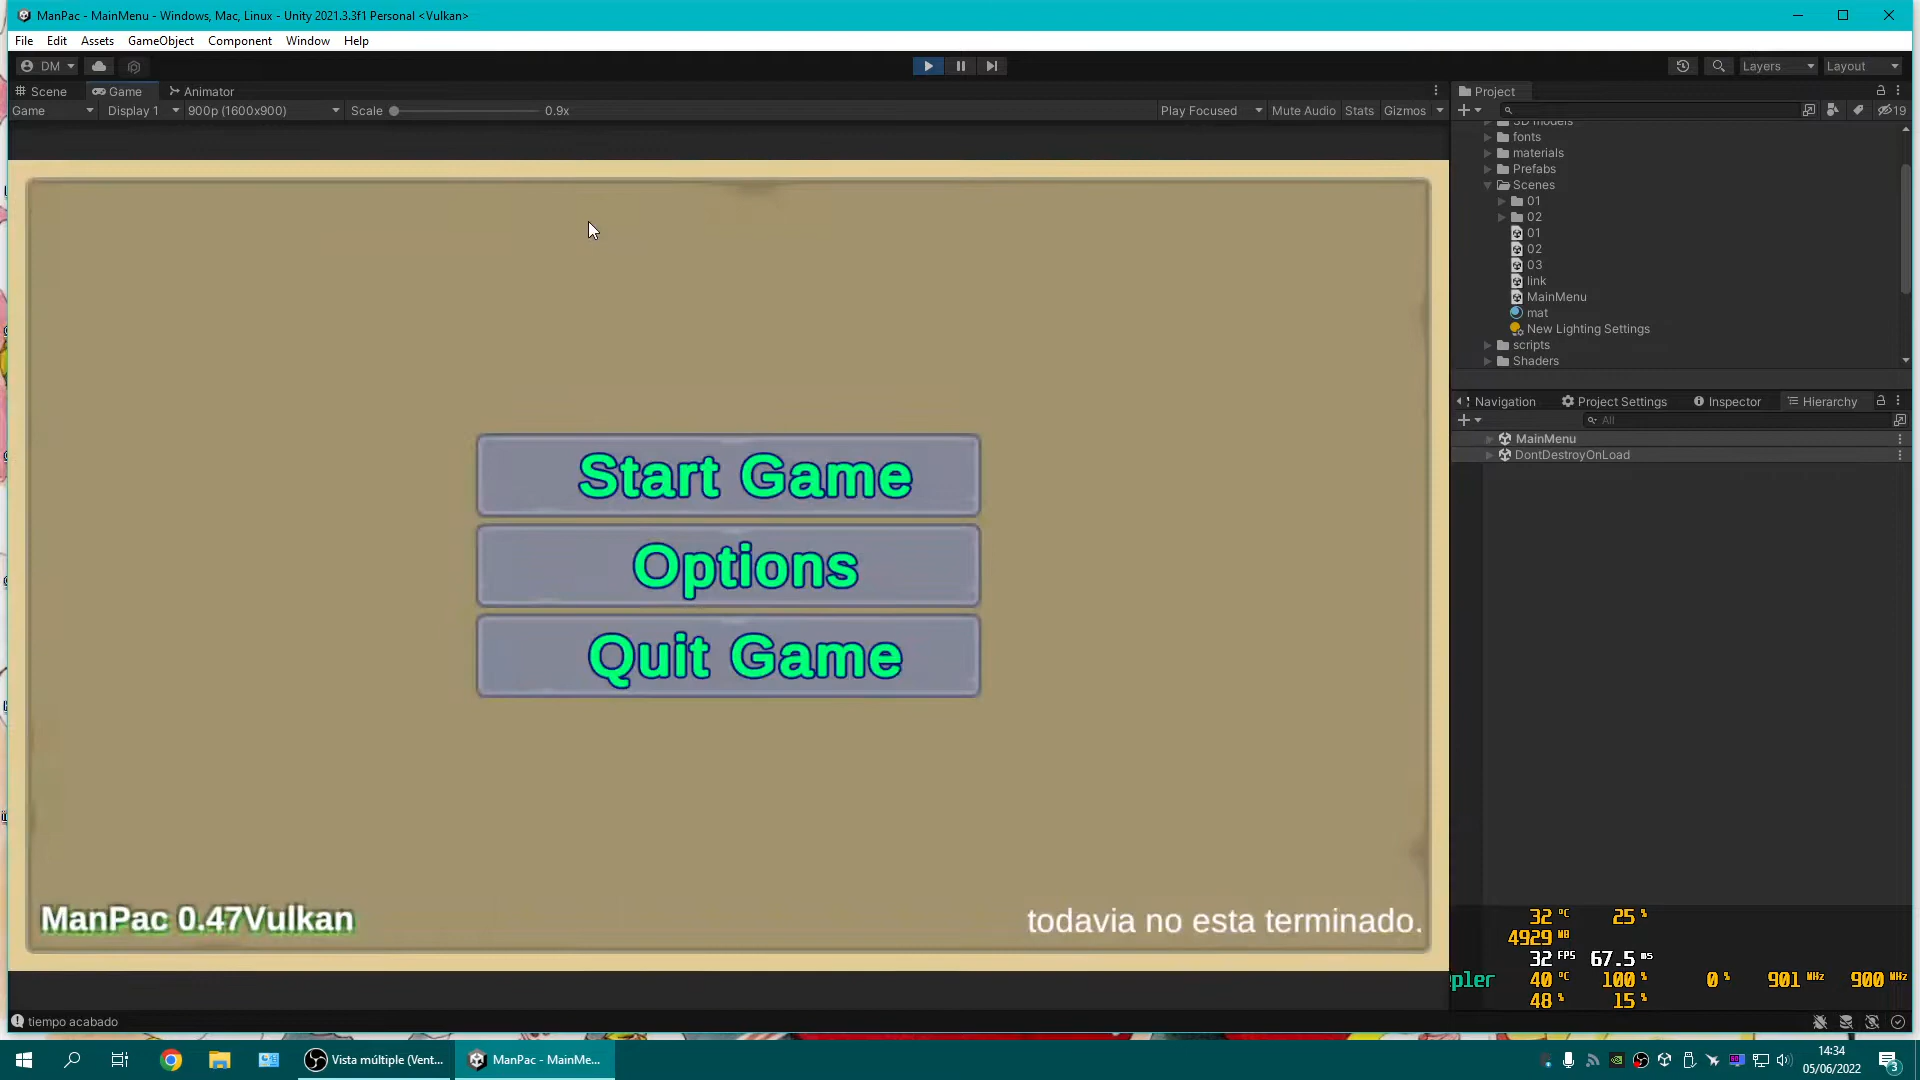 ManPac - MainMenu - Windows, Mac, Linux - Unity 2021.3.3f1 Personal <Vulkan>
File Edit Assets GameObject Component Window Help
DM Layers Layout
Scene Game Animator Project
Game Display 1 900p (1600x900) Scale 0.9x Play Focused Mute Audio Stats Gizmos 19
3D models
fonts
materials
Prefabs
Scenes
01
02
01
02
03
link
MainMenu
mat
New Lighting Settings
scripts
Shaders
Navigation Project Settings Inspector Hierarchy
All
MainMenu
DontDestroyOnLoad
Start Game
Options
Quit Game
ManPac 0.47Vulkan
todavia no esta terminado.
32 °C 25 %
4929 MB
32 FPS 67.5 ms
pler 40 °C 100 % 0 % 901 MHz 900 MHz
48 % 15 %
tiempo acabado
Vista múltiple (Vent...
ManPac - MainMe...
14:34
05/06/2022
3